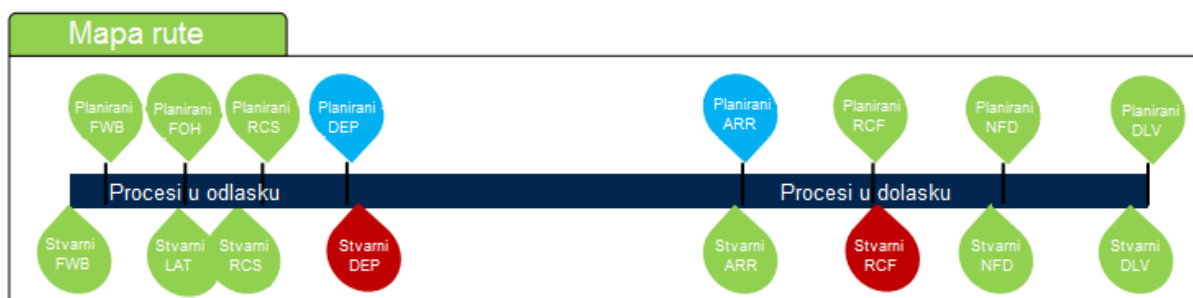 Mapa rute
Planirani
FWB
Planirani
FOH
Planirani
RCS
Planirani
DEP
Planirani
ARR
Planirani
RCF
Planirani
NFD
Planirani
DLV
Procesi u odlasku
Procesi u dolasku
Stvarni
FWB
Stvarni
LAT
Stvarni
RCS
Stvarni
DEP
Stvarni
ARR
Stvarni
RCF
Stvarni
NFD
Stvarni
DLV